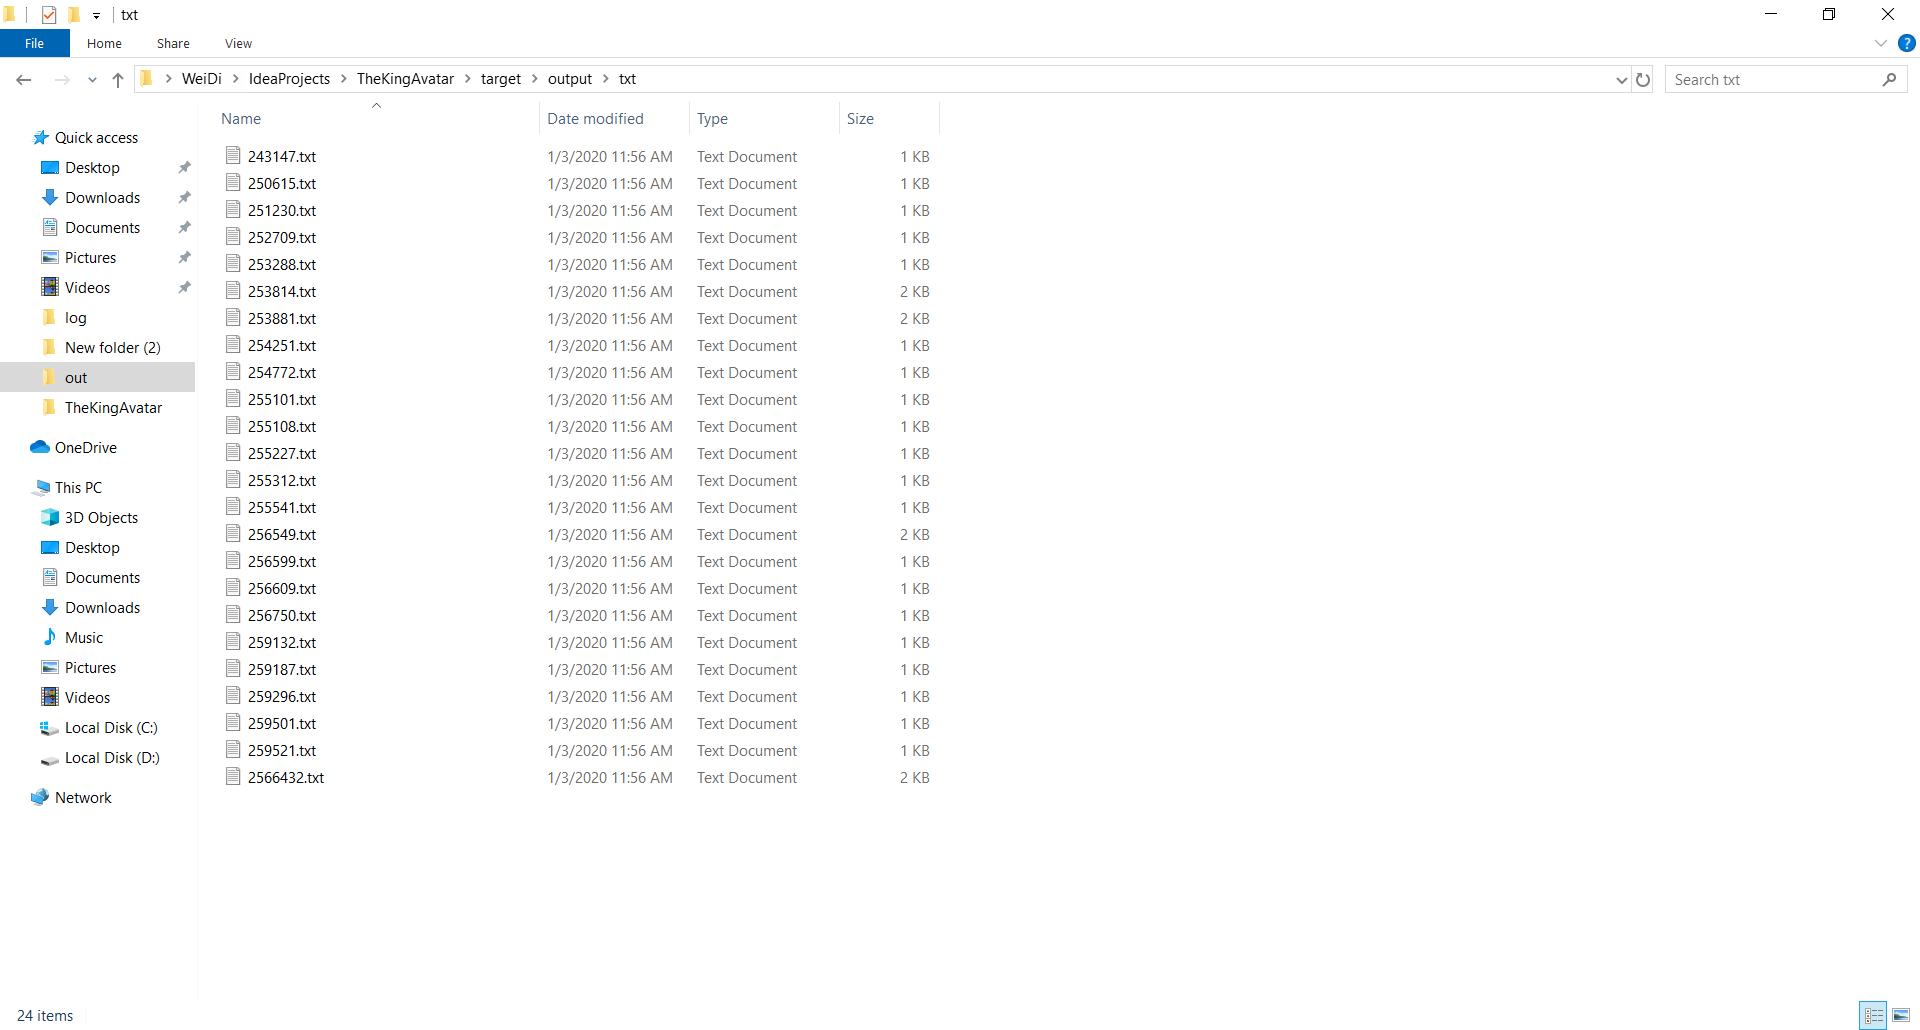 txt
File Home Share View
WeiDi IdeaProjects TheKingAvatar target output txt Search txt
Name Date modified Type Size
Quick access
Desktop
Downloads
Documents
Pictures
Videos
log
New folder (2)
out
TheKingAvatar
OneDrive
This PC
3D Objects
Desktop
Documents
Downloads
Music
Pictures
Videos
Local Disk (C:)
Local Disk (D:)
Network
243147.txt 1/3/2020 11:56 AM Text Document 1 KB
250615.txt 1/3/2020 11:56 AM Text Document 1 KB
251230.txt 1/3/2020 11:56 AM Text Document 1 KB
252709.txt 1/3/2020 11:56 AM Text Document 1 KB
253288.txt 1/3/2020 11:56 AM Text Document 1 KB
253814.txt 1/3/2020 11:56 AM Text Document 2 KB
253881.txt 1/3/2020 11:56 AM Text Document 2 KB
254251.txt 1/3/2020 11:56 AM Text Document 1 KB
254772.txt 1/3/2020 11:56 AM Text Document 1 KB
255101.txt 1/3/2020 11:56 AM Text Document 1 KB
255108.txt 1/3/2020 11:56 AM Text Document 1 KB
255227.txt 1/3/2020 11:56 AM Text Document 1 KB
255312.txt 1/3/2020 11:56 AM Text Document 1 KB
255541.txt 1/3/2020 11:56 AM Text Document 1 KB
256549.txt 1/3/2020 11:56 AM Text Document 2 KB
256599.txt 1/3/2020 11:56 AM Text Document 1 KB
256609.txt 1/3/2020 11:56 AM Text Document 1 KB
256750.txt 1/3/2020 11:56 AM Text Document 1 KB
259132.txt 1/3/2020 11:56 AM Text Document 1 KB
259187.txt 1/3/2020 11:56 AM Text Document 1 KB
259296.txt 1/3/2020 11:56 AM Text Document 1 KB
259501.txt 1/3/2020 11:56 AM Text Document 1 KB
259521.txt 1/3/2020 11:56 AM Text Document 1 KB
2566432.txt 1/3/2020 11:56 AM Text Document 2 KB
24 items